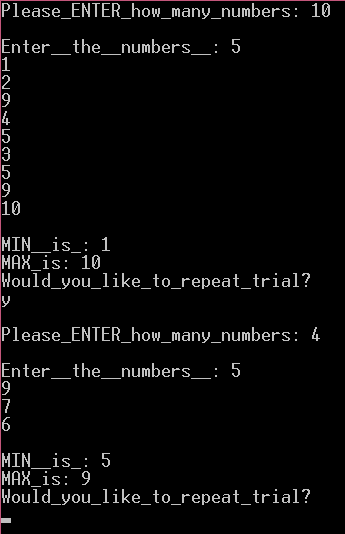 Please_ENTER_how_many_numbers: 10
Enter__the__numbers__: 5
1
2
9
4
5
3
5
9
10
MIN__is_: 1
MAX_is: 10
Would_you_like_to_repeat_trial?
y
Please_ENTER_how_many_numbers: 4
Enter__the__numbers__: 5
9
7
6
MIN__is_: 5
MAX_is: 9
Would_you_like_to_repeat_trial?